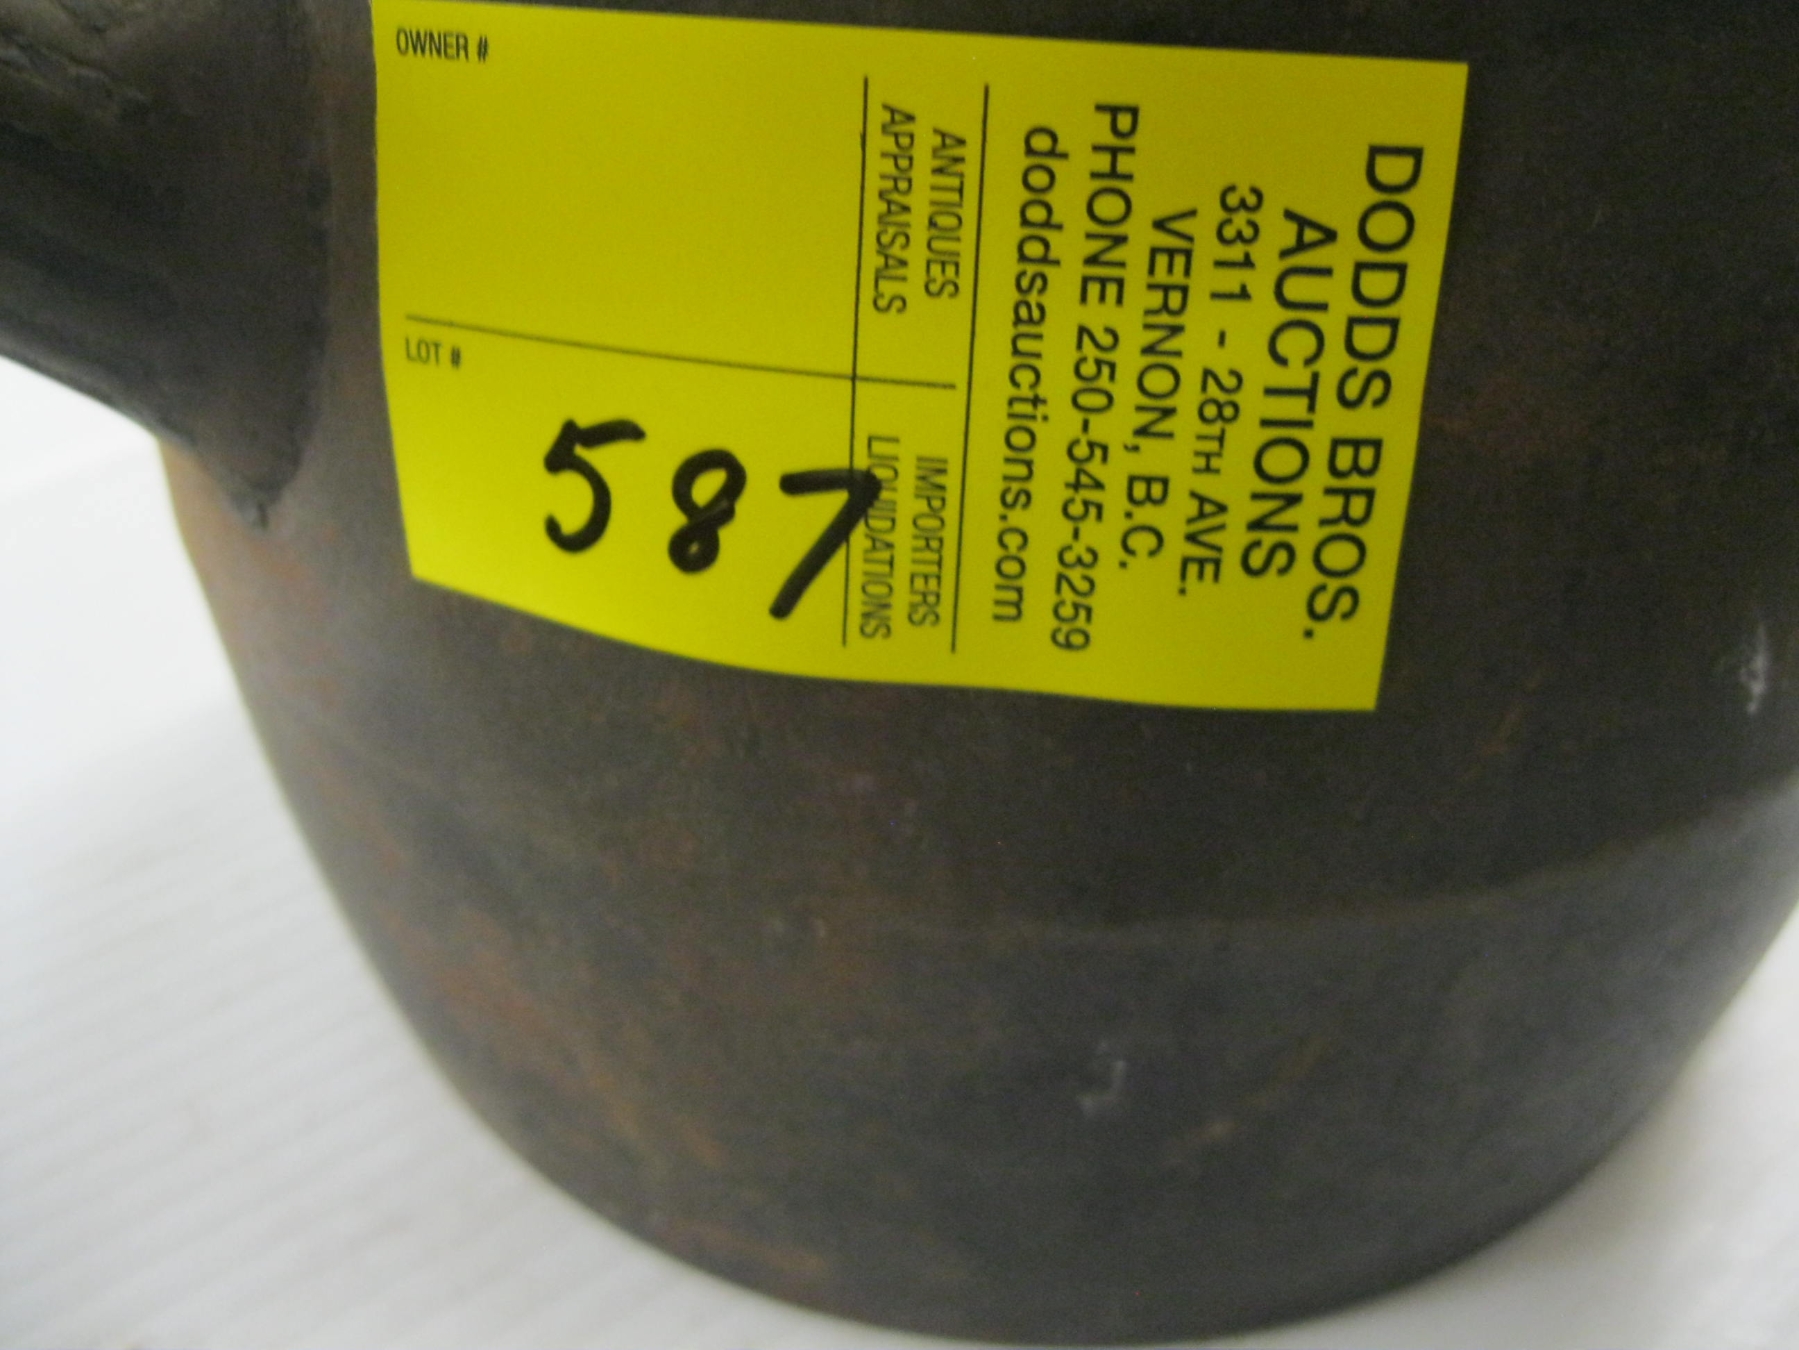 DODDS BROS.
AUCTIONS
3311 - 28TH AVE.
VERNON, B.C.
PHONE 250-545-3259
doddsauctions.com
ANTIQUES IMPORTERS
APPRAISALS LIQUIDATIONS
OWNER #
LOT #
587